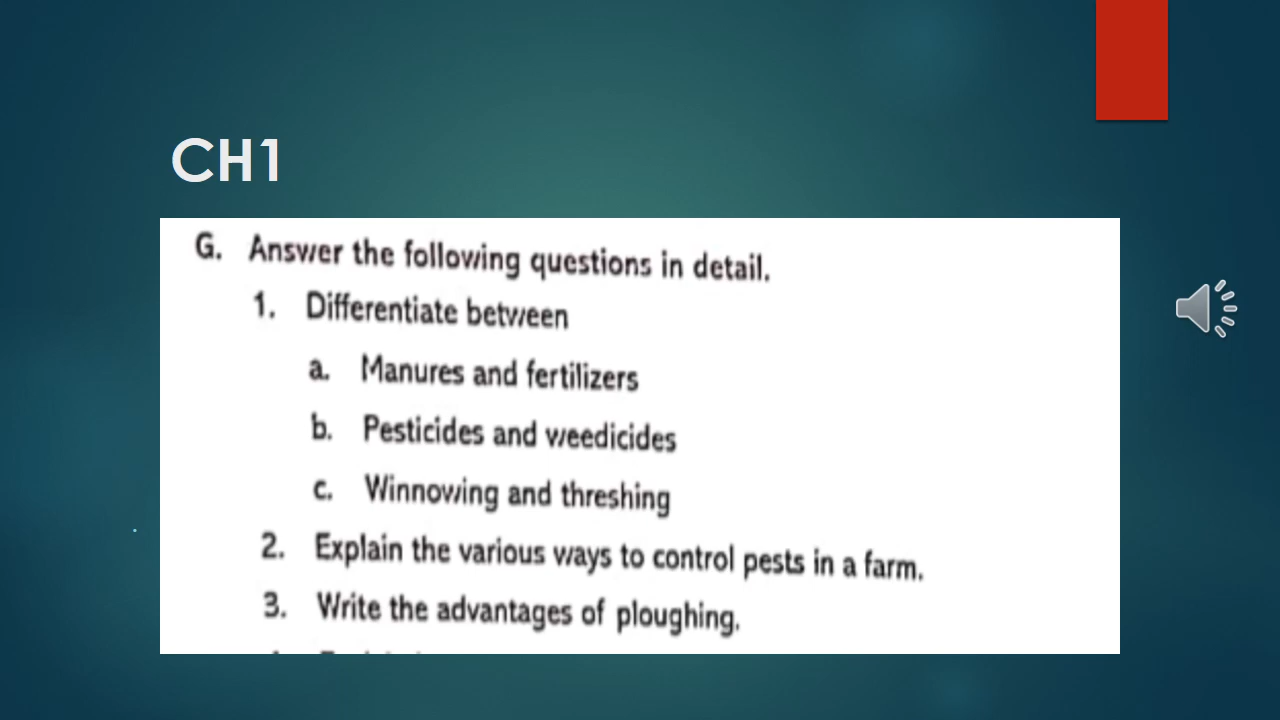 CH1
G. Answer the following questions in detail.
1. Differentiate between
a. Manures and fertilizers
b. Pesticides and weedicides
c. Winnowing and threshing
2. Explain the various ways to control pests in a farm.
3. Write the advantages of ploughing.